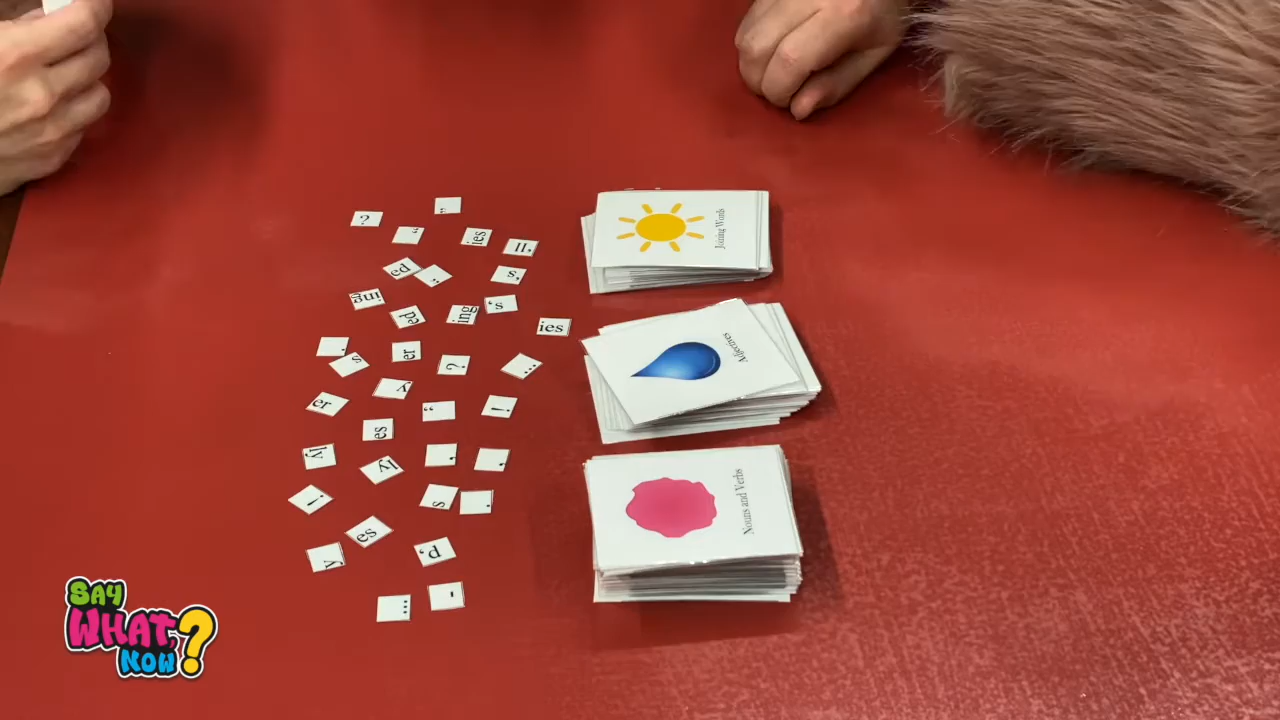 ?
”
“
ies
ll,
ed
”
s,
ing
ed
ing
‘s
ies
er
s
?
...
y
er
“
!
es
ly
ly
,
,
i
s
.
es
y
‘d
...
-
Joining Words
Adjectives
Nouns and Verbs
SAY
WHAT,
NOW?